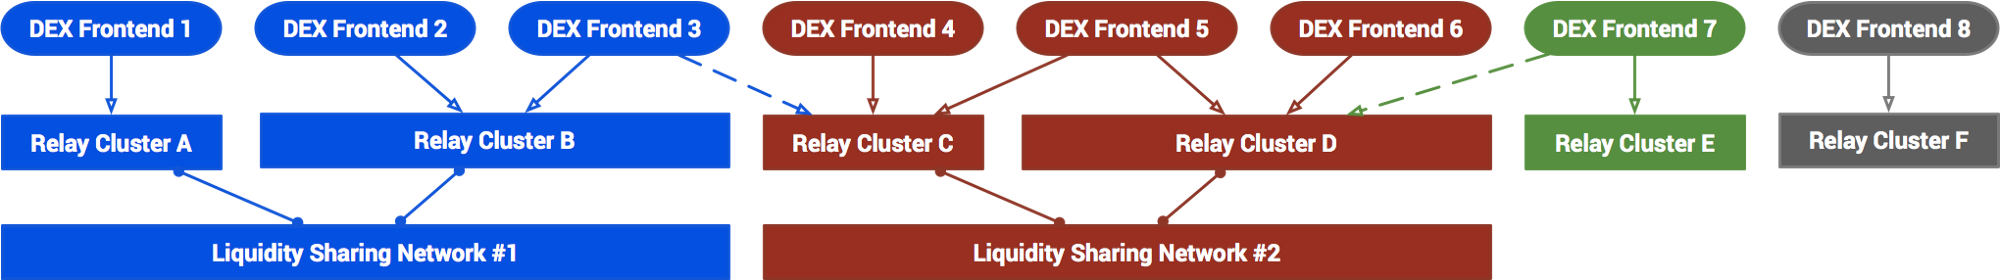 DEX Frontend 1
DEX Frontend 2
DEX Frontend 3
DEX Frontend 4
DEX Frontend 5
DEX Frontend 6
DEX Frontend 7
DEX Frontend 8
Relay Cluster A
Relay Cluster B
Relay Cluster C
Relay Cluster D
Relay Cluster E
Relay Cluster F
Liquidity Sharing Network #1
Liquidity Sharing Network #2